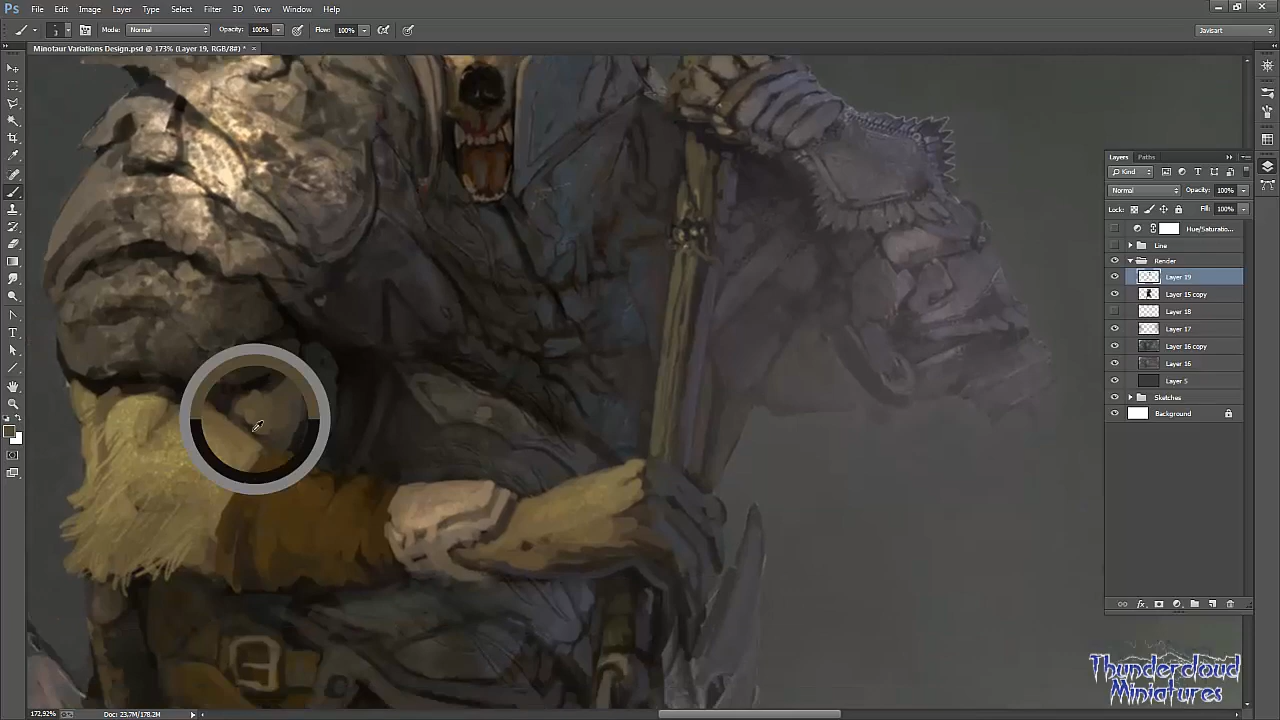 Ps File Edit Image Layer Type Select Filter 3D View Window Help
3 Mode: Normal Opacity: 100% Flow: 100% Javisart
Minotaur Variations Design.psd @ 173% (Layer 19, RGB/8#) * ×
Layers Paths
Kind
Normal Opacity: 100%
Lock: Fill: 100%
Hue/Saturatio...
Line
Render
Layer 19
Layer 15 copy
Layer 18
Layer 17
Layer 16 copy
Layer 16
Layer 5
Sketches
Background
Thundercloud
Miniatures
172.92% Doc: 23.7M/178.2M